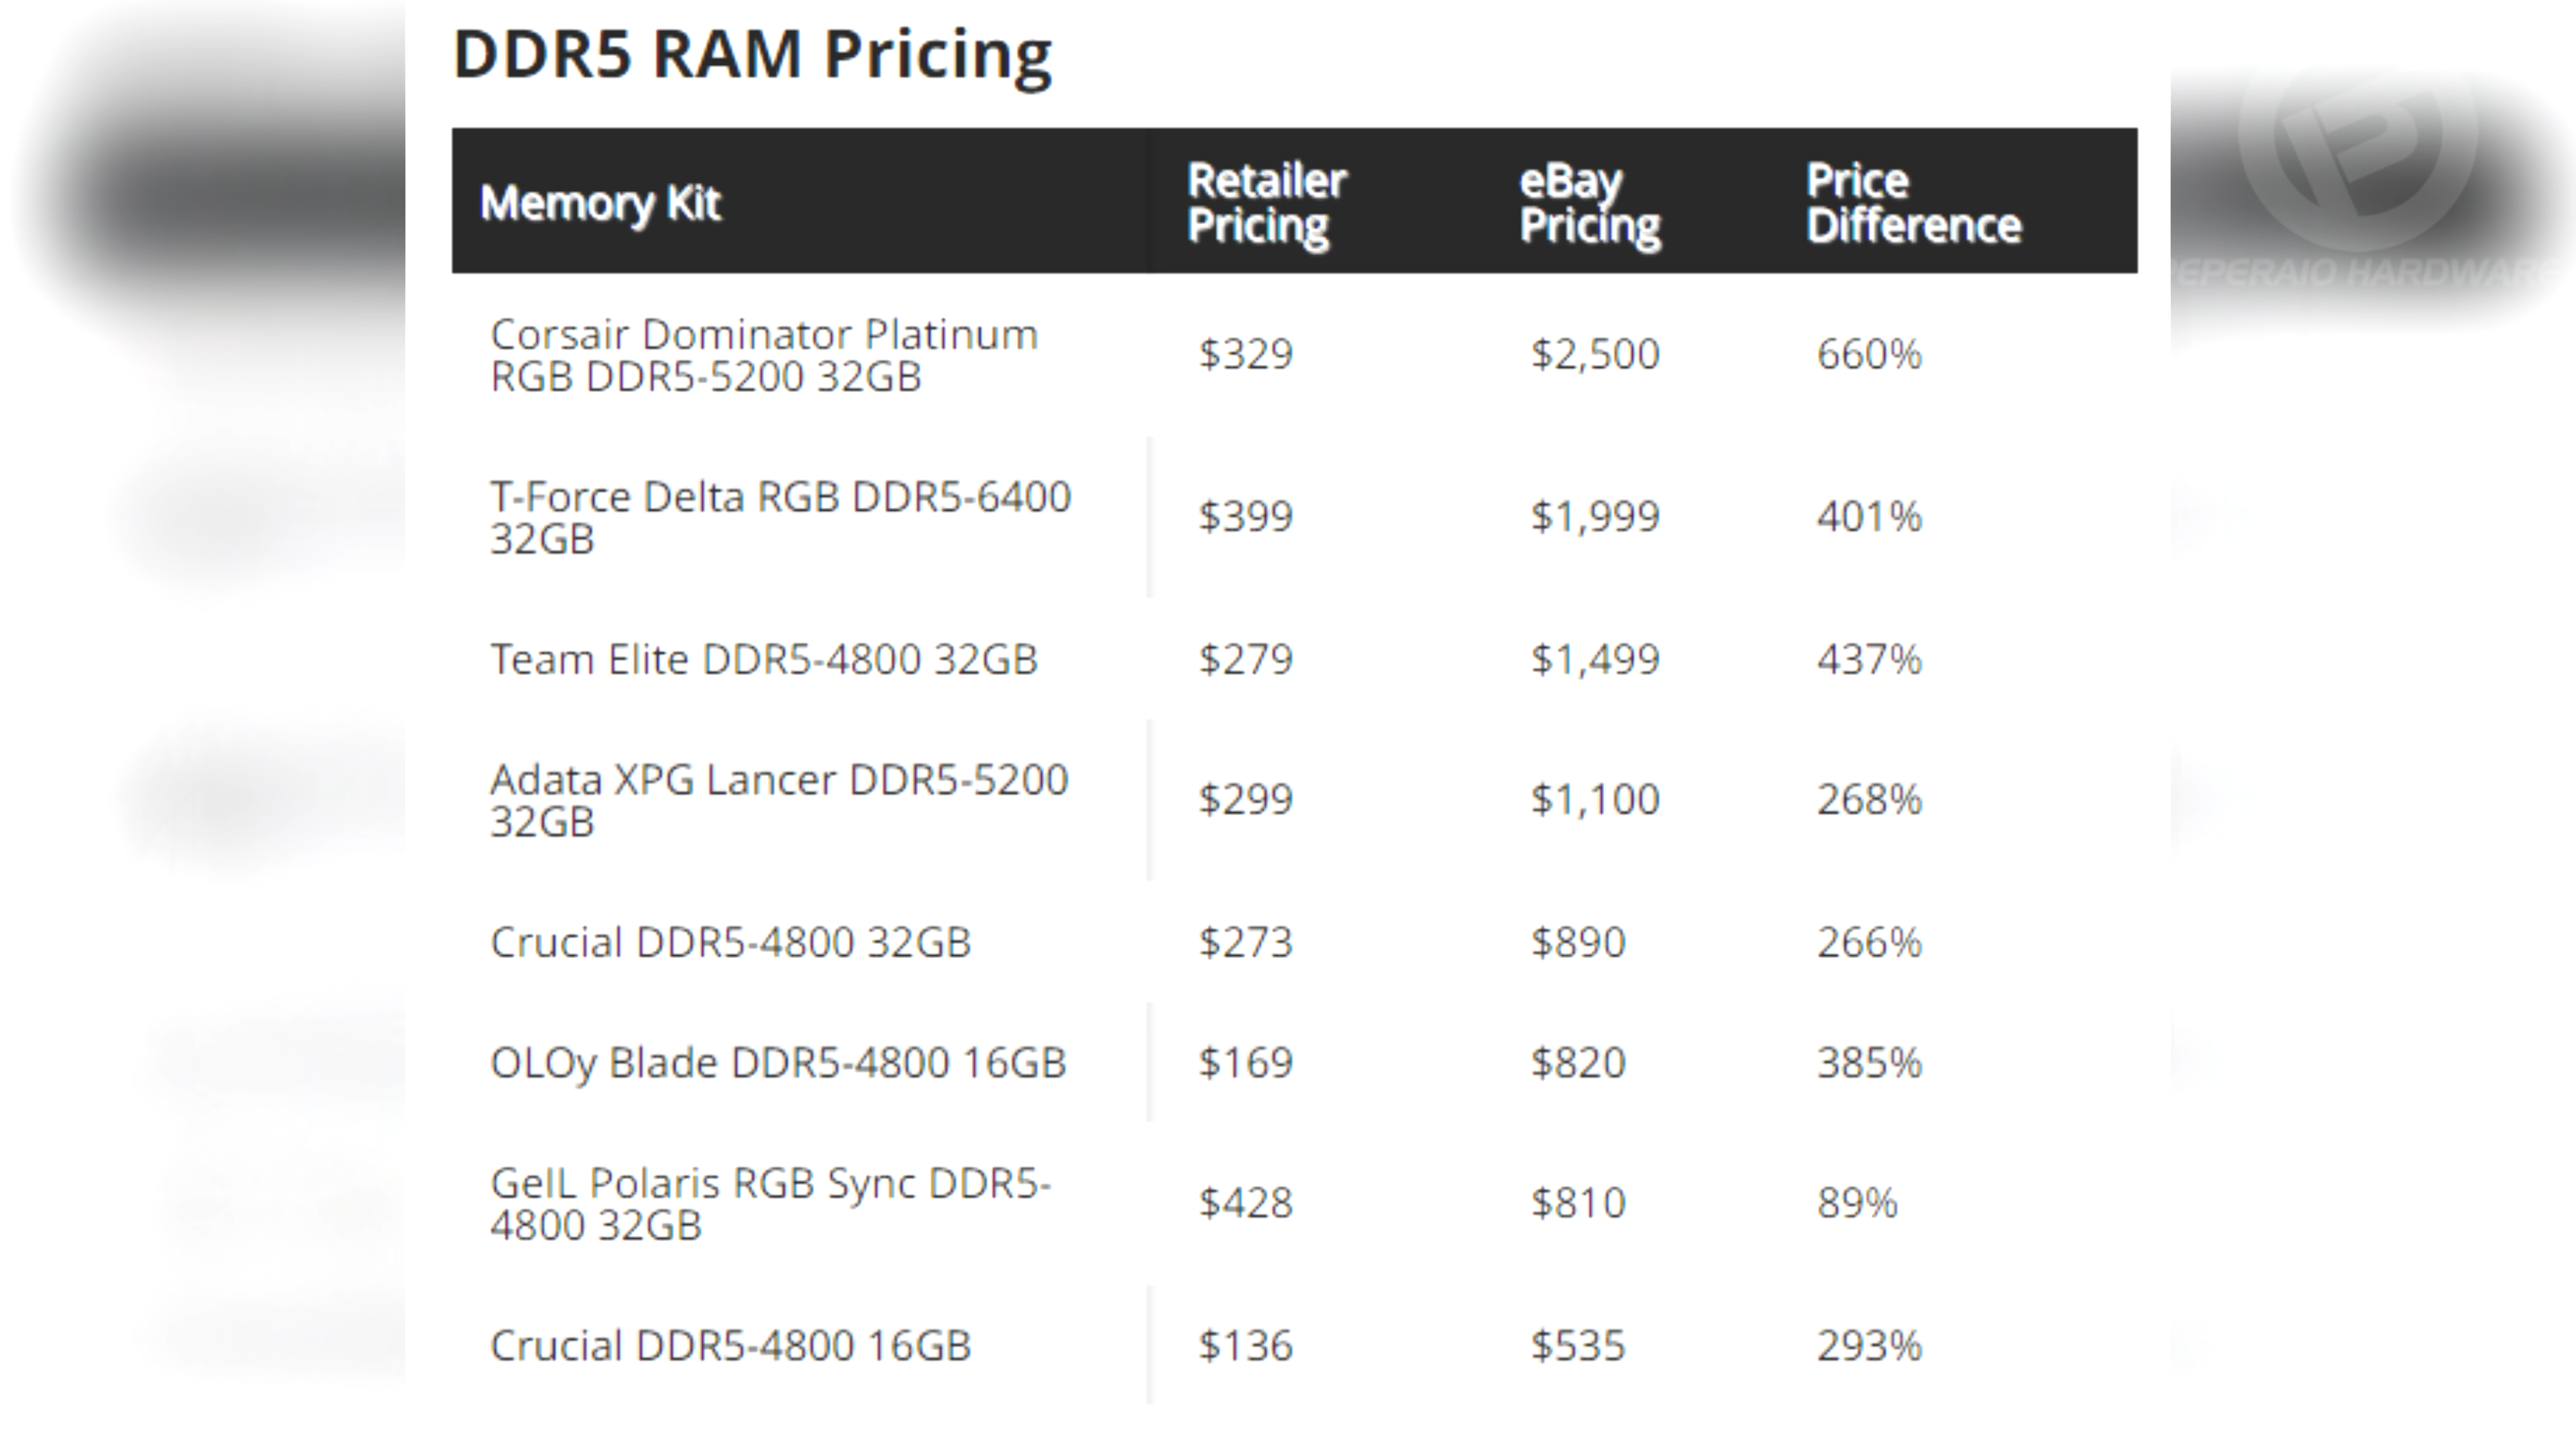 DDR5 RAM Pricing
Memory Kit
Retailer
Pricing
eBay
Pricing
Price
Difference
Corsair Dominator Platinum
RGB DDR5-5200 32GB
$329
$2,500
660%
T-Force Delta RGB DDR5-6400
32GB
$399
$1,999
401%
Team Elite DDR5-4800 32GB
$279
$1,499
437%
Adata XPG Lancer DDR5-5200
32GB
$299
$1,100
268%
Crucial DDR5-4800 32GB
$273
$890
266%
OLOy Blade DDR5-4800 16GB
$169
$820
385%
GeIL Polaris RGB Sync DDR5-
4800 32GB
$428
$810
89%
Crucial DDR5-4800 16GB
$136
$535
293%
HARDWARE